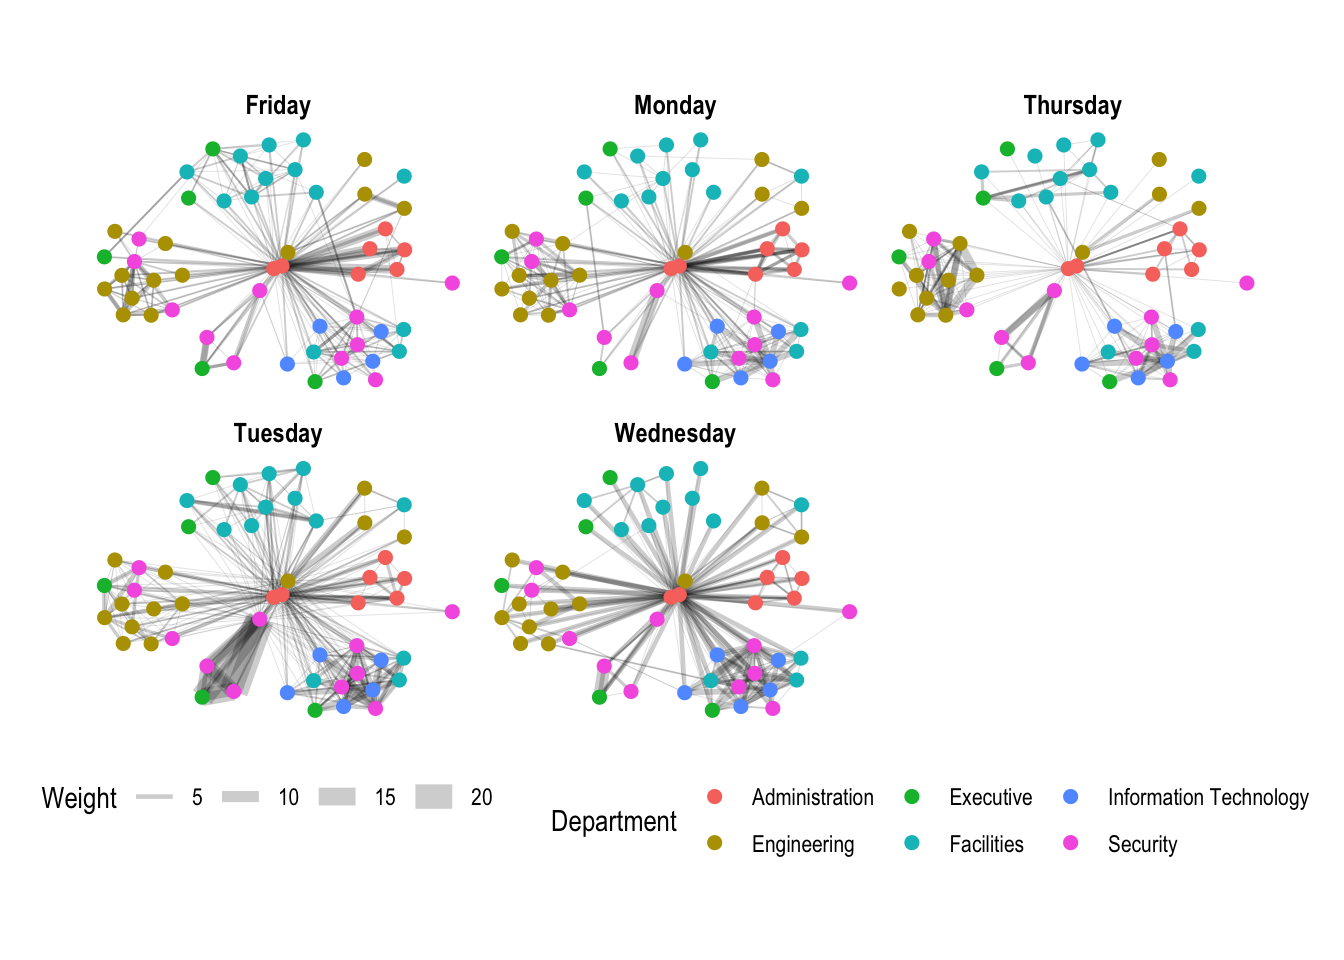 Friday
Monday
Thursday
Tuesday
Wednesday
Weight 5 10 15 20
Department
Administration Executive Information Technology
Engineering Facilities Security